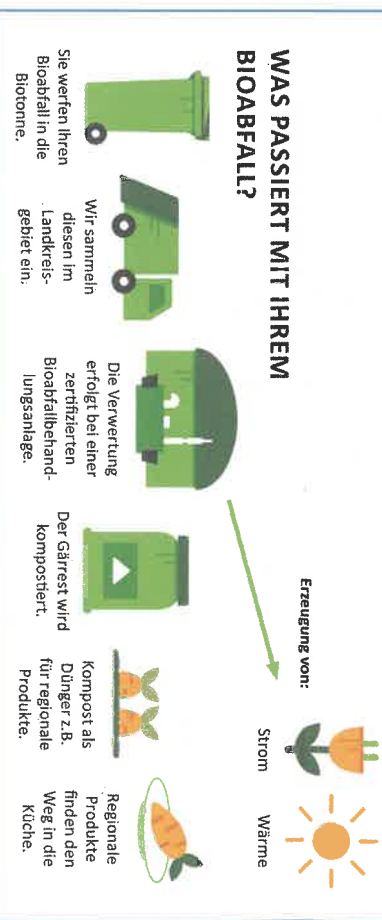 WAS PASSIERT MIT IHREM
BIOABFALL?
Erzeugung von:
Strom
Wärme
Sie werfen Ihren
Bioabfall in die
Biotonne.
Wir sammeln
diesen im
Landkreis-
gebiet ein.
Die Verwertung
erfolgt bei einer
zertifizierten
Bioabfallbehand-
lungsanlage.
Der Gärrest wird
kompostiert.
Kompost als
Dünger z.B.
für regionale
Produkte.
Regionale
Produkte
finden den
Weg in die
Küche.